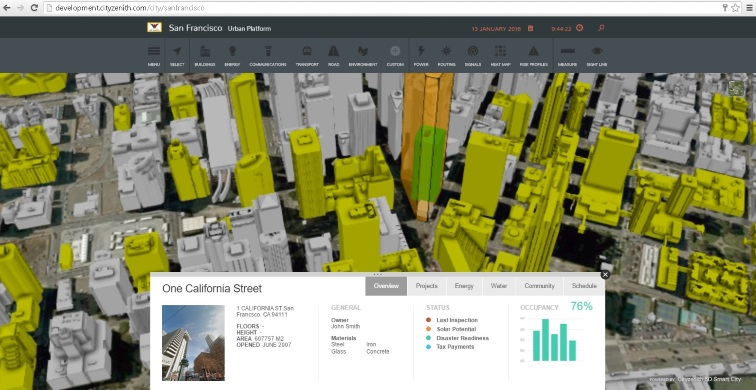 development.cityzenith.com/city/sanfrancisco
San Francisco Urban Platform
13 JANUARY 2016
9:44:22
MENU SELECT BUILDINGS ENERGY COMMUNICATIONS TRANSPORT ROAD ENVIRONMENT CUSTOM POWER ROUTING SIGNALS HEAT MAP RISK PROFILES MEASURE SIGHT LINE
One California Street
Overview Projects Energy Water Community Schedule
1 CALIFORNIA ST San
Francisco, CA 94111
FLOORS -
HEIGHT -
AREA 607757 M2
OPENED JUNE 2007
GENERAL
Owner
John Smith
Materials
Steel Iron
Glass Concrete
STATUS
Last Inspection
Solar Potential
Disaster Readiness
Tax Payments
OCCUPANCY 76%
POWERED BY Cityzenith 5D Smart City